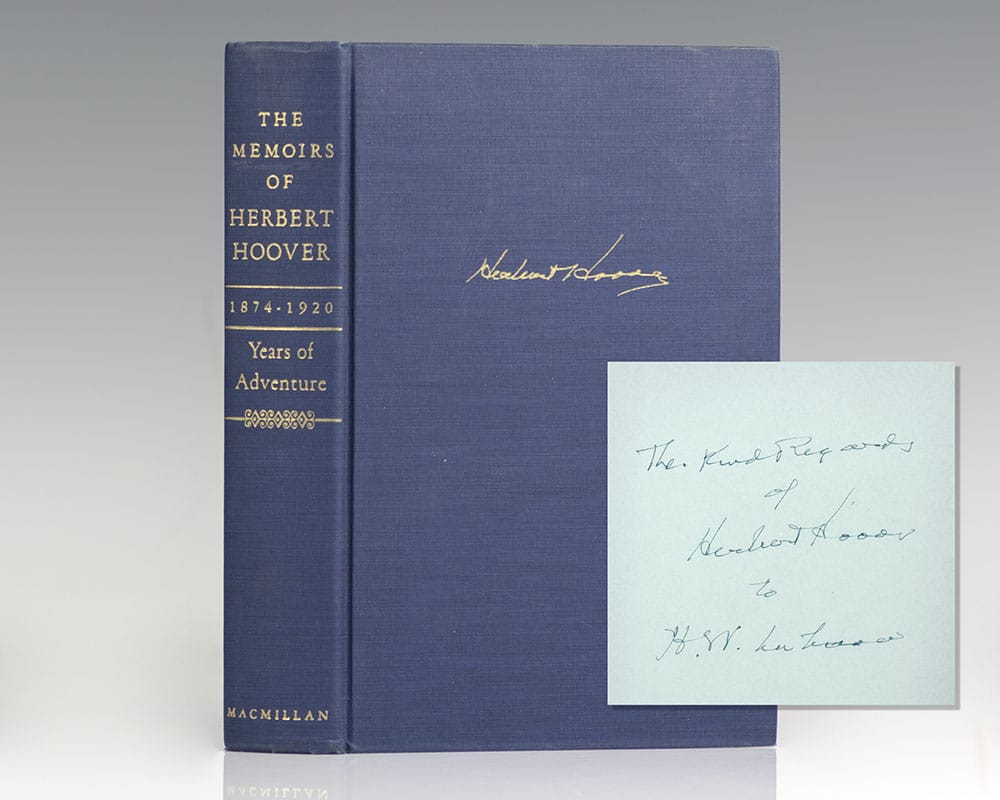 THE
MEMOIRS
OF
HERBERT
HOOVER
1874-1920
Years of
Adventure
MACMILLAN
Herbert Hoover
The Kind Regards
of
Herbert Hoover
to
H.W.